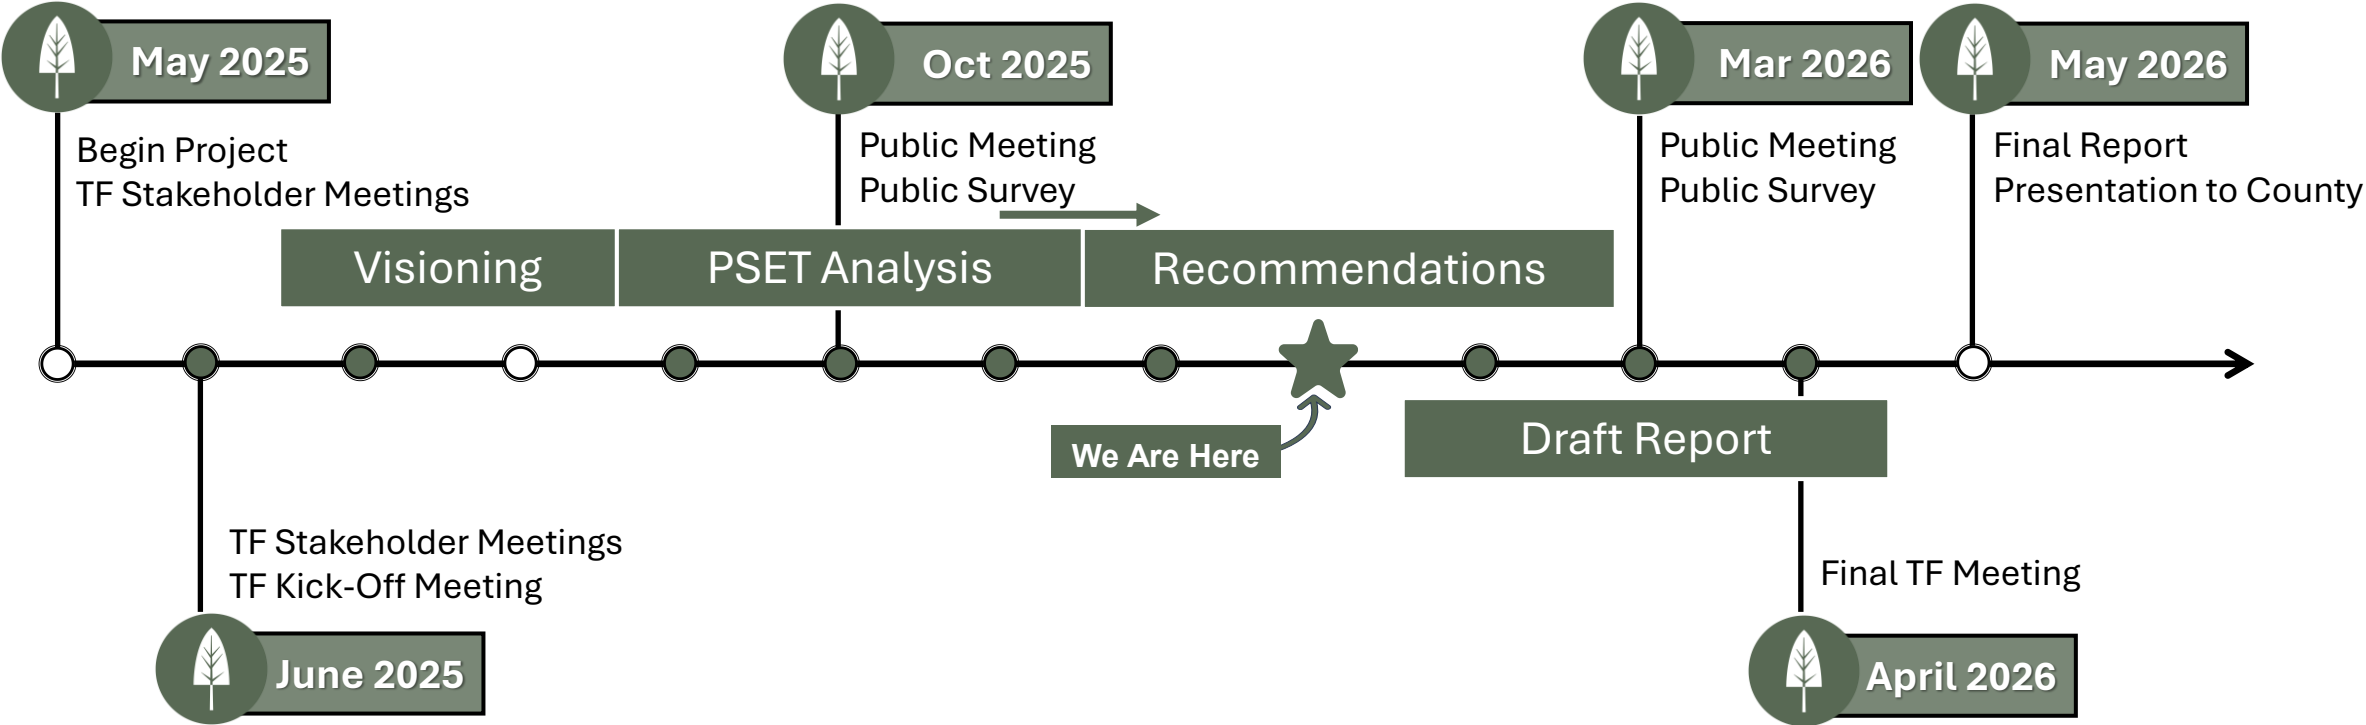 May 2025
Begin Project
TF Stakeholder Meetings
Oct 2025
Public Meeting
Public Survey
Mar 2026
Public Meeting
Public Survey
May 2026
Final Report
Presentation to County
Visioning
PSET Analysis
Recommendations
We Are Here
Draft Report
TF Stakeholder Meetings
TF Kick-Off Meeting
June 2025
Final TF Meeting
April 2026